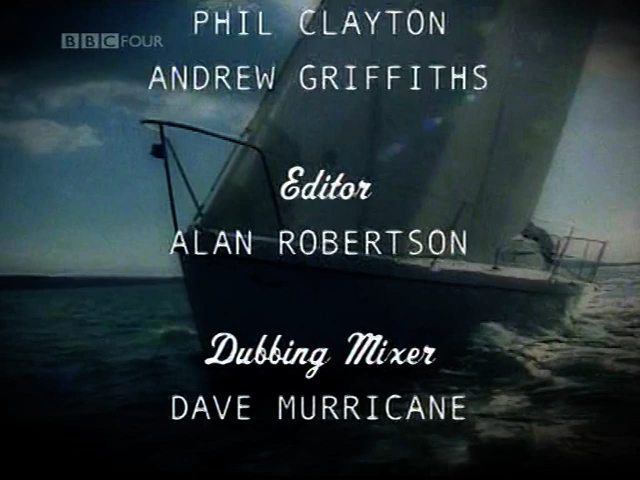 BBC FOUR
PHIL CLAYTON
ANDREW GRIFFITHS
Editor
ALAN ROBERTSON
Dubbing Mixer
DAVE MURRICANE